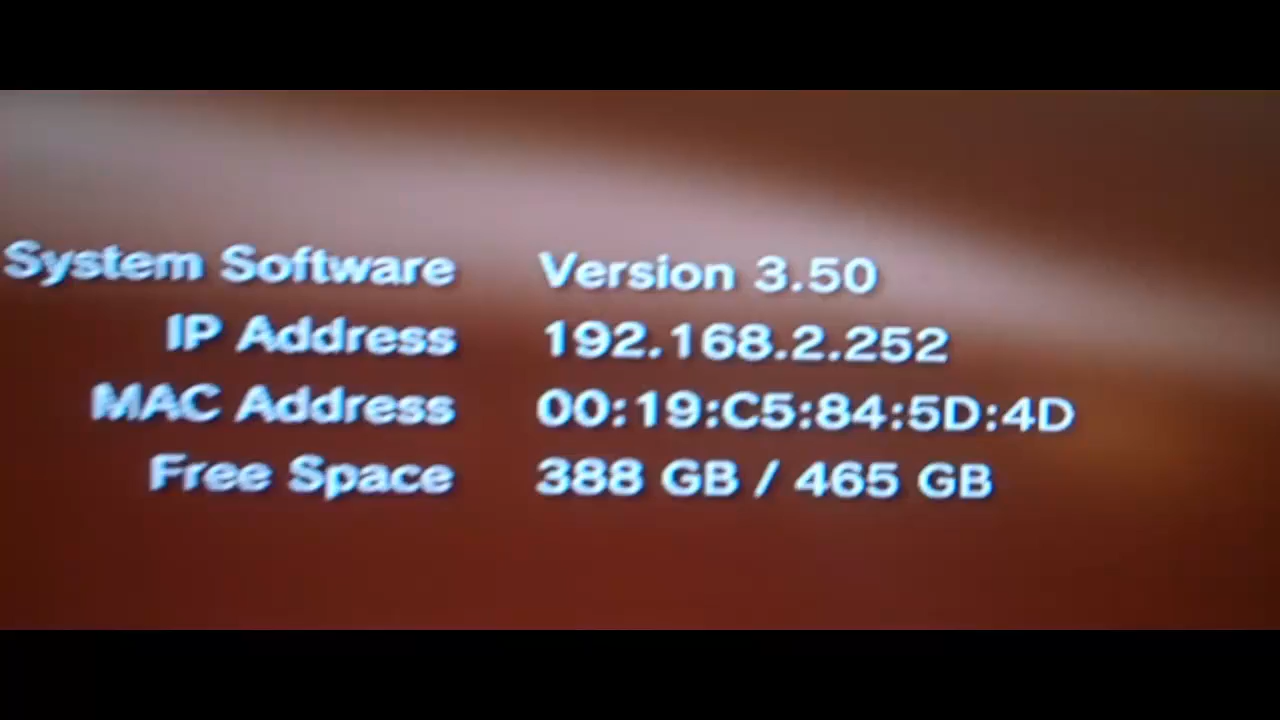 System Software Version 3.50
IP Address 192.168.2.252
MAC Address 00:19:C5:84:5D:4D
Free Space 388 GB / 465 GB